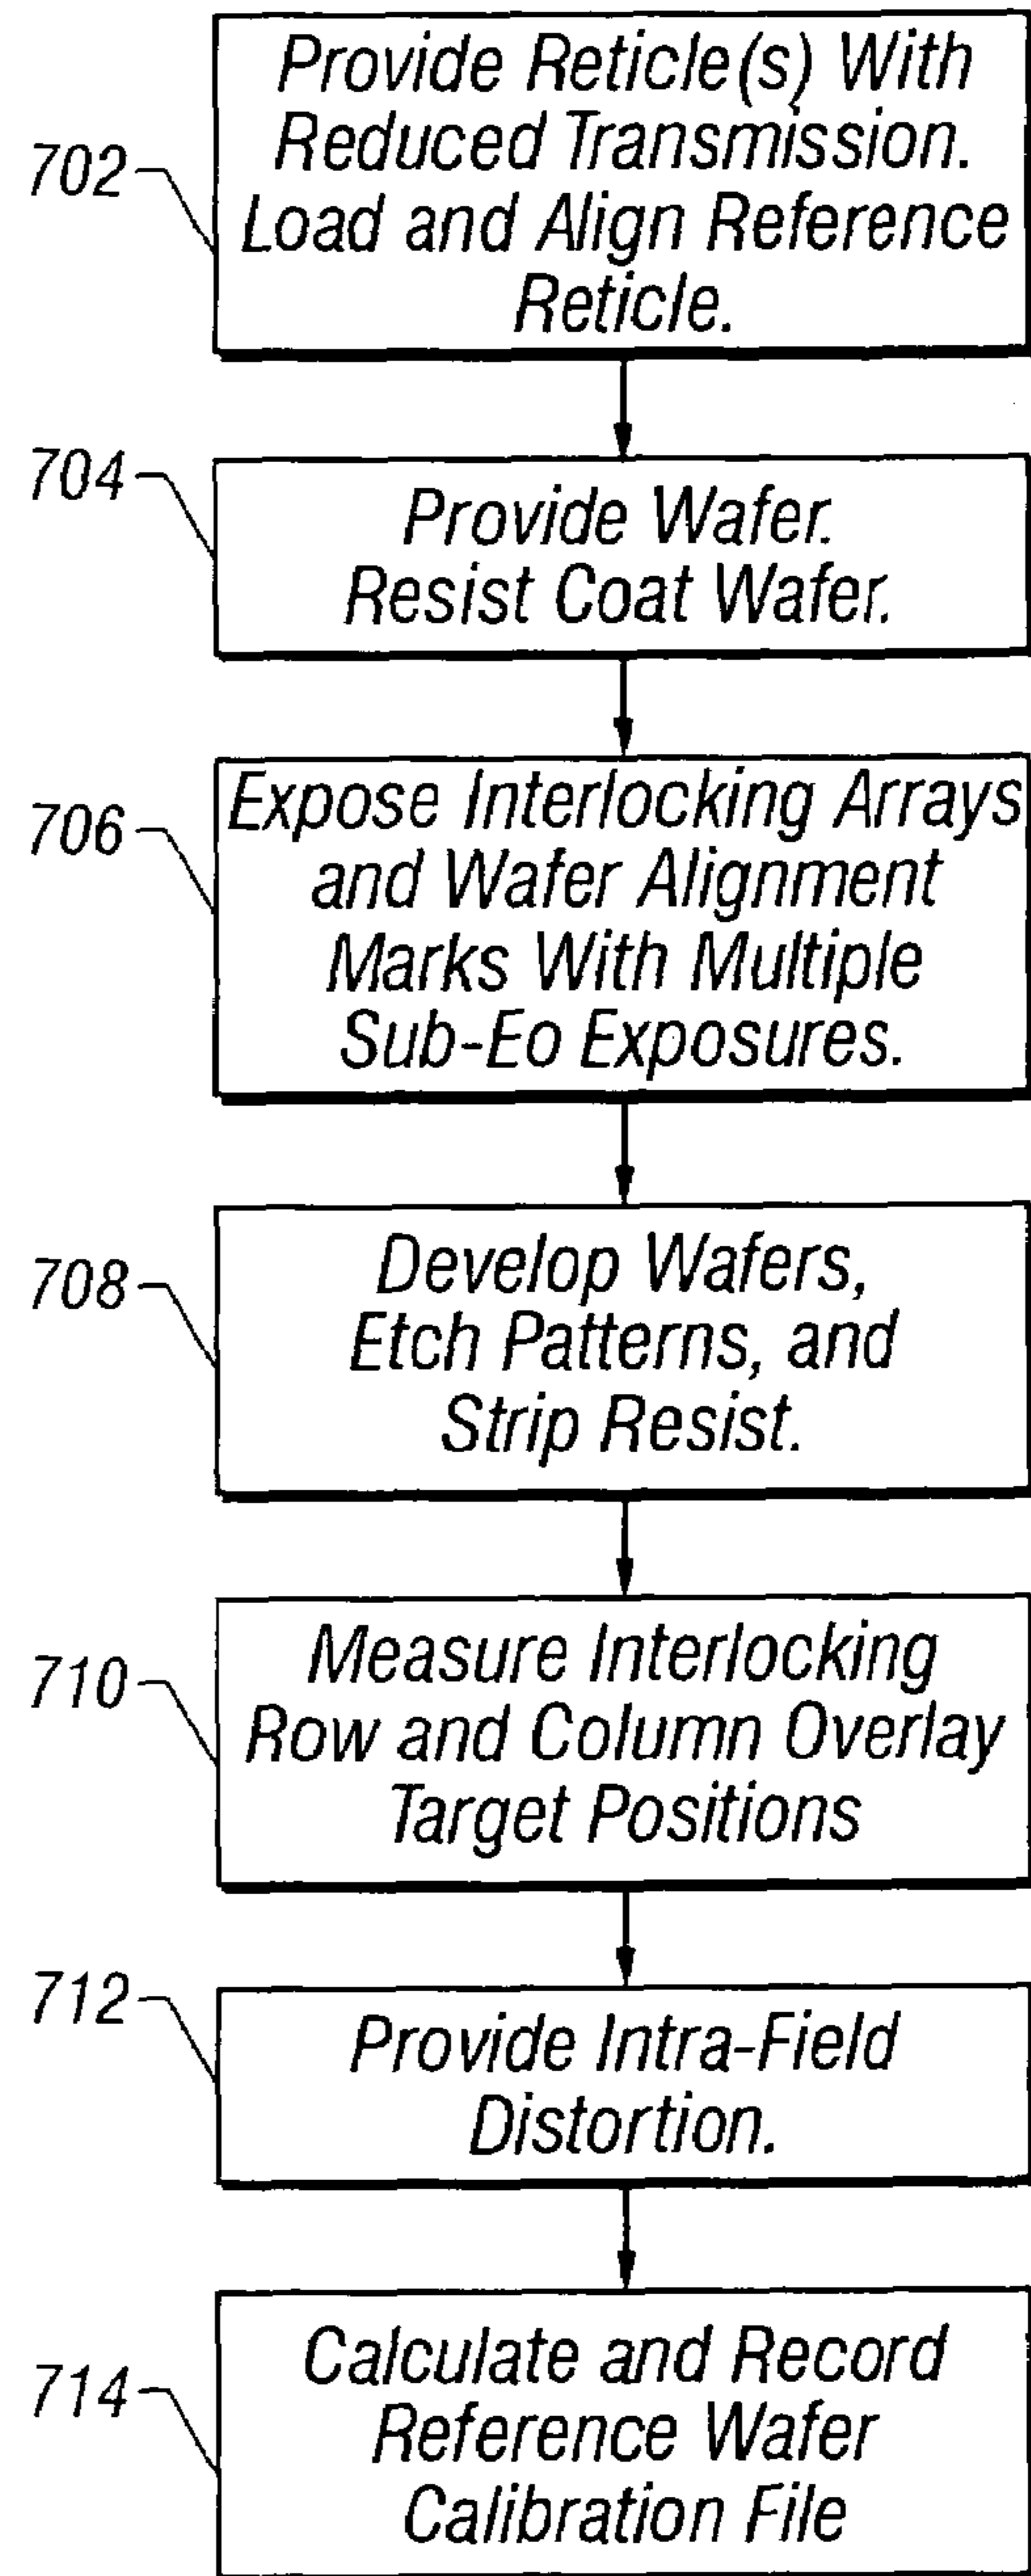 702
Provide Reticle(s) With
Reduced Transmission.
Load and Align Reference
Reticle.
704
Provide Wafer.
Resist Coat Wafer.
706
Expose Interlocking Arrays
and Wafer Alignment
Marks With Multiple
Sub-Eo Exposures.
708
Develop Wafers,
Etch Patterns, and
Strip Resist.
710
Measure Interlocking
Row and Column Overlay
Target Positions
712
Provide Intra-Field
Distortion.
714
Calculate and Record
Reference Wafer
Calibration File